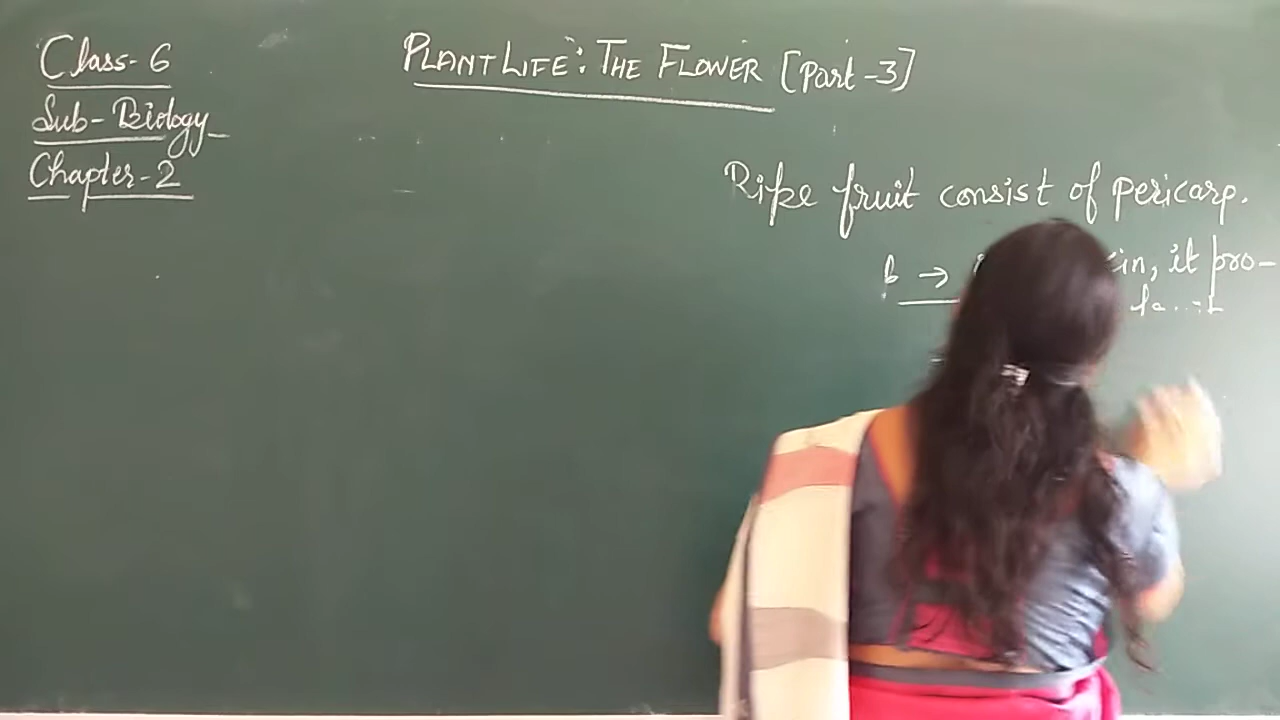 Class-6
Sub-Biology
Chapter-2
PLANT LIFE: THE FLOWER [Part-3]
Ripe fruit consist of pericarp.
→ it pro-